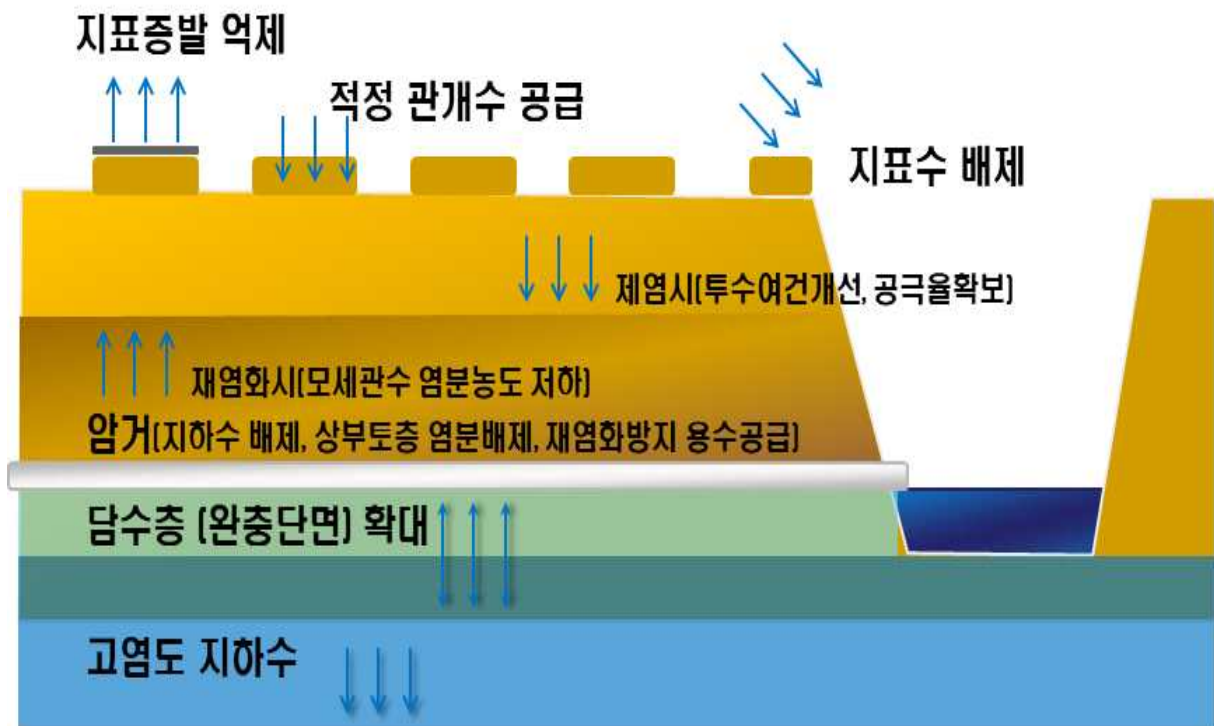 지표증발 억제
적정 관개수 공급
지표수 배제
제염시(투수여건개선, 공극율확보)
재염화시(모세관수 염분농도 저하)
암거(지하수 배제, 상부토층 염분배제, 재염화방지 용수공급)
담수층 (완충단면) 확대
고염도 지하수